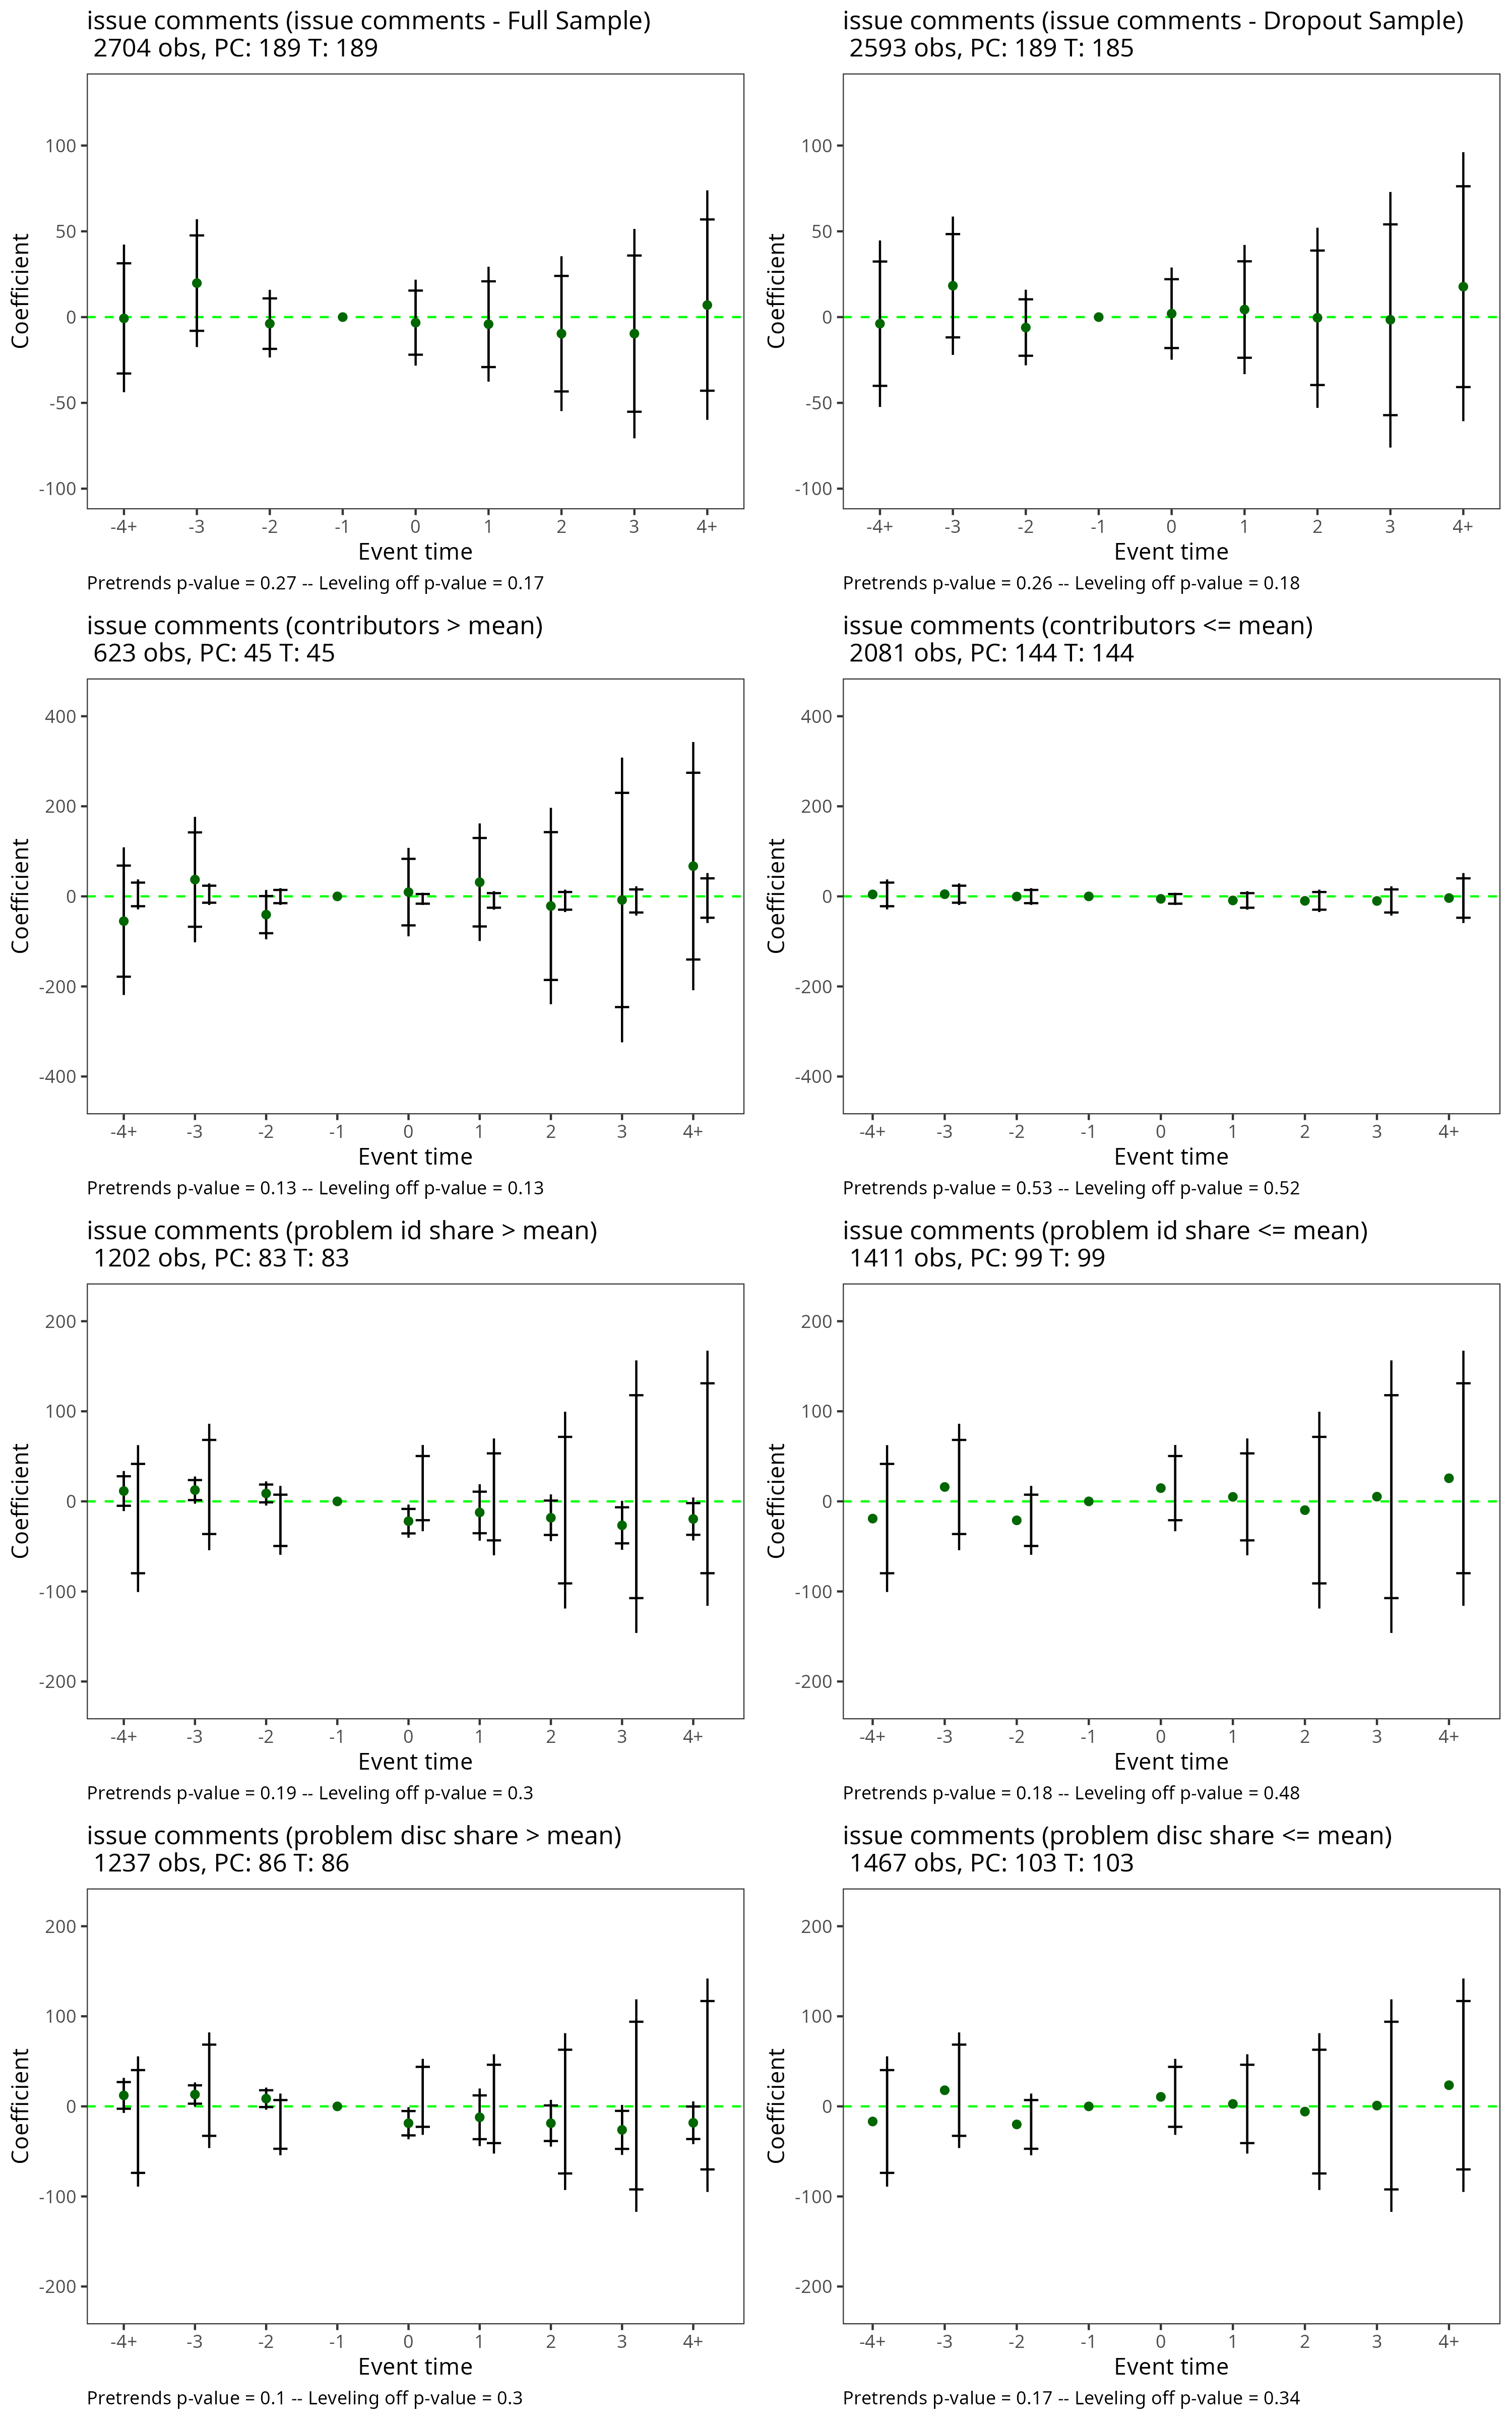 issue comments (issue comments - Full Sample)
2704 obs, PC: 189 T: 189
Coefficient
100
50
0
-50
-100
-4+ -3 -2 -1 0 1 2 3 4+
Event time
Pretrends p-value = 0.27 -- Leveling off p-value = 0.17
issue comments (issue comments - Dropout Sample)
2593 obs, PC: 189 T: 185
Coefficient
100
50
0
-50
-100
-4+ -3 -2 -1 0 1 2 3 4+
Event time
Pretrends p-value = 0.26 -- Leveling off p-value = 0.18
issue comments (contributors > mean)
623 obs, PC: 45 T: 45
Coefficient
400
200
0
-200
-400
-4+ -3 -2 -1 0 1 2 3 4+
Event time
Pretrends p-value = 0.13 -- Leveling off p-value = 0.13
issue comments (contributors <= mean)
2081 obs, PC: 144 T: 144
Coefficient
400
200
0
-200
-400
-4+ -3 -2 -1 0 1 2 3 4+
Event time
Pretrends p-value = 0.53 -- Leveling off p-value = 0.52
issue comments (problem id share > mean)
1202 obs, PC: 83 T: 83
Coefficient
200
100
0
-100
-200
-4+ -3 -2 -1 0 1 2 3 4+
Event time
Pretrends p-value = 0.19 -- Leveling off p-value = 0.3
issue comments (problem id share <= mean)
1411 obs, PC: 99 T: 99
Coefficient
200
100
0
-100
-200
-4+ -3 -2 -1 0 1 2 3 4+
Event time
Pretrends p-value = 0.18 -- Leveling off p-value = 0.48
issue comments (problem disc share > mean)
1237 obs, PC: 86 T: 86
Coefficient
200
100
0
-100
-200
-4+ -3 -2 -1 0 1 2 3 4+
Event time
Pretrends p-value = 0.1 -- Leveling off p-value = 0.3
issue comments (problem disc share <= mean)
1467 obs, PC: 103 T: 103
Coefficient
200
100
0
-100
-200
-4+ -3 -2 -1 0 1 2 3 4+
Event time
Pretrends p-value = 0.17 -- Leveling off p-value = 0.34